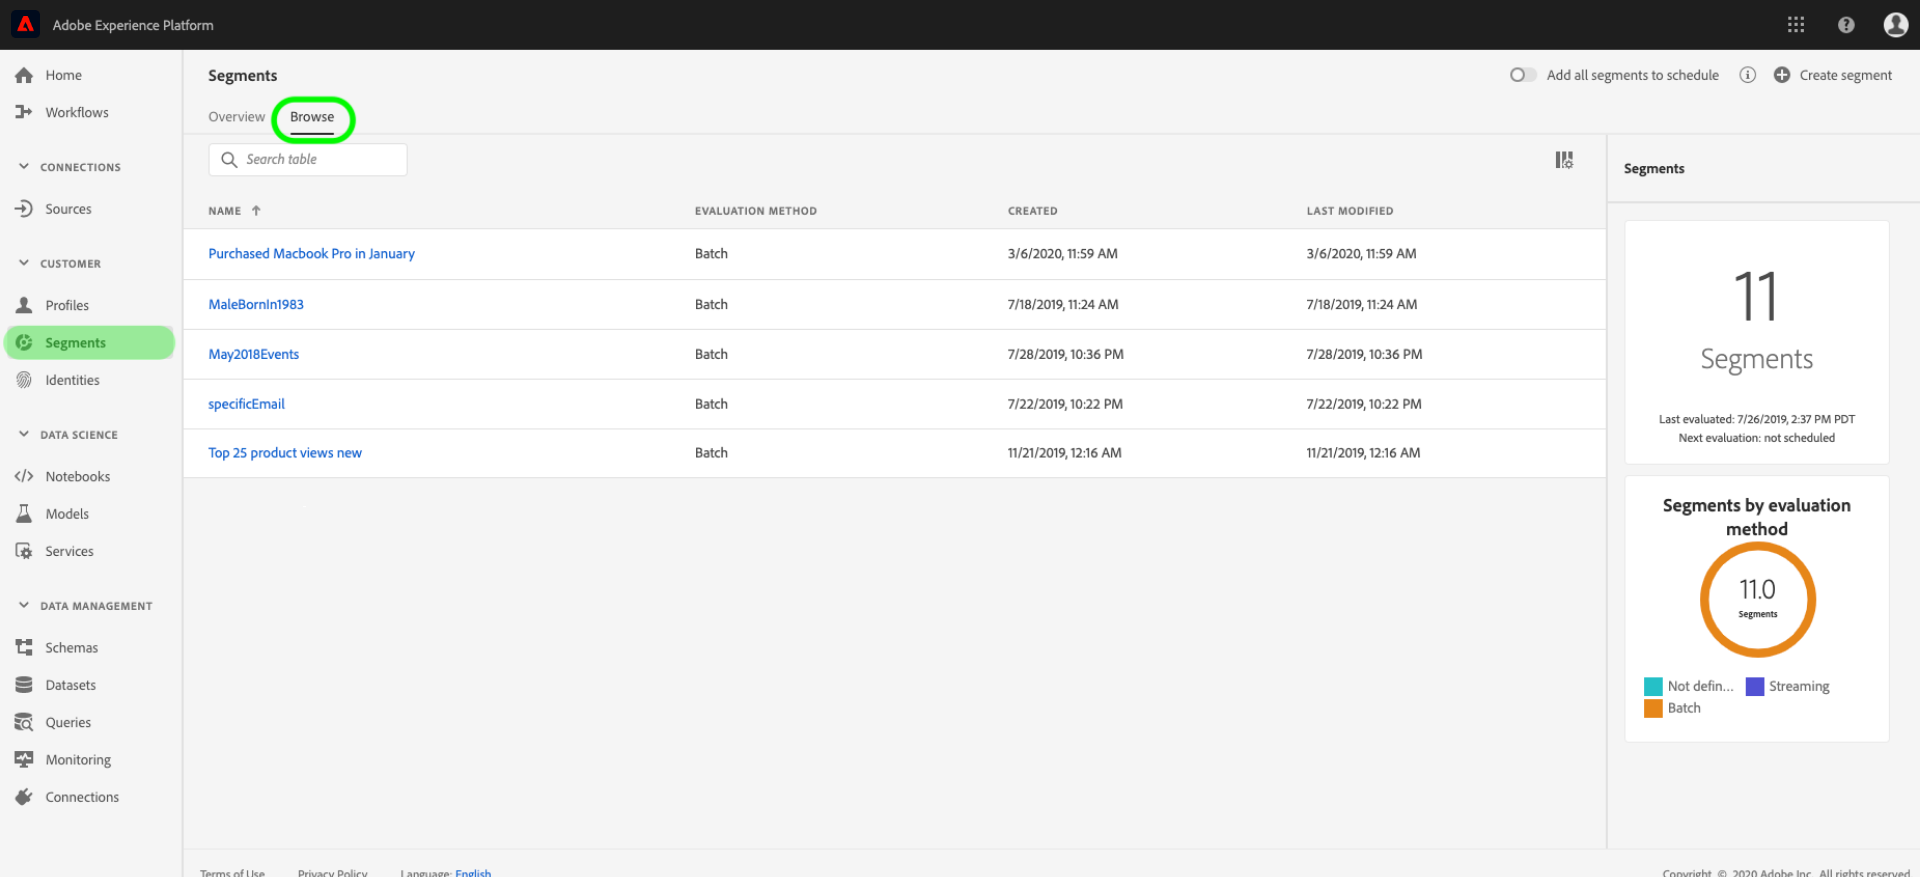 Adobe Experience Platform
Home
Workflows
CONNECTIONS
Sources
CUSTOMER
Profiles
Segments
Identities
DATA SCIENCE
Notebooks
Models
Services
DATA MANAGEMENT
Schemas
Datasets
Queries
Monitoring
Connections
Segments
Add all segments to schedule
Create segment
Overview Browse
Search table
NAME EVALUATION METHOD CREATED LAST MODIFIED
Purchased Macbook Pro in January Batch 3/6/2020, 11:59 AM 3/6/2020, 11:59 AM
MaleBornIn1983 Batch 7/18/2019, 11:24 AM 7/18/2019, 11:24 AM
May2018Events Batch 7/28/2019, 10:36 PM 7/28/2019, 10:36 PM
specificEmail Batch 7/22/2019, 10:22 PM 7/22/2019, 10:22 PM
Top 25 product views new Batch 11/21/2019, 12:16 AM 11/21/2019, 12:16 AM
Segments
11
Segments
Last evaluated: 7/26/2019, 2:37 PM PDT
Next evaluation: not scheduled
Segments by evaluation
method
11.0
Segments
Not defin... Streaming
Batch
Terms of Use Privacy Policy Language: English
Copyright © 2020 Adobe Inc. All rights reserved.